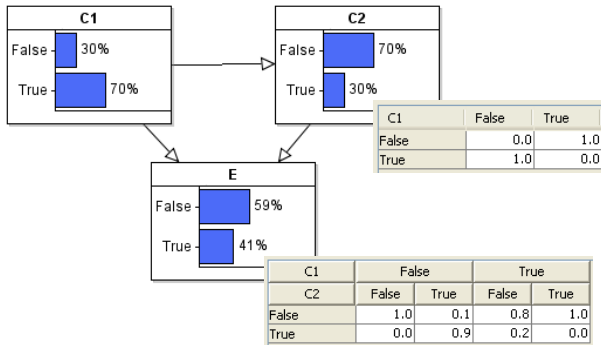 C1
False 30%
True 70%
C2
False 70%
True 30%
C1 False True
False 0.0 1.0
True 1.0 0.0
E
False 59%
True 41%
C1 False True
C2 False True False True
False 1.0 0.1 0.8 1.0
True 0.0 0.9 0.2 0.0